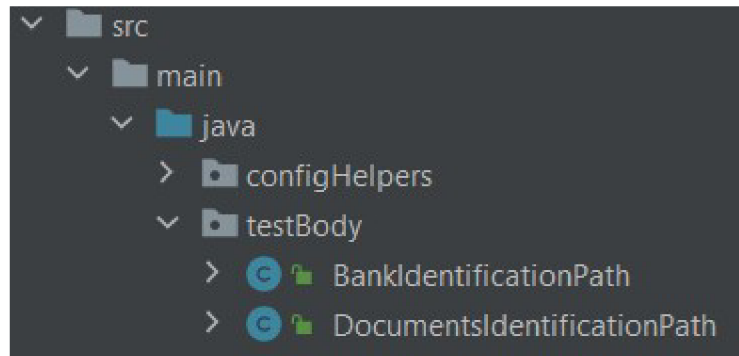 src
main
java
configHelpers
testBody
BankIdentificationPath
DocumentsIdentificationPath